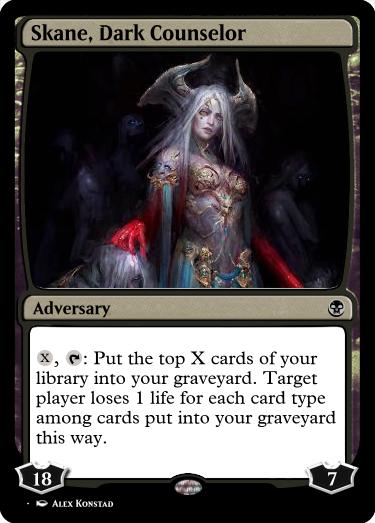 Skane, Dark Counselor
Adversary
X, T: Put the top X cards of your
library into your graveyard. Target
player loses 1 life for each card type
among cards put into your graveyard
this way.
18
7
Alex Konstad